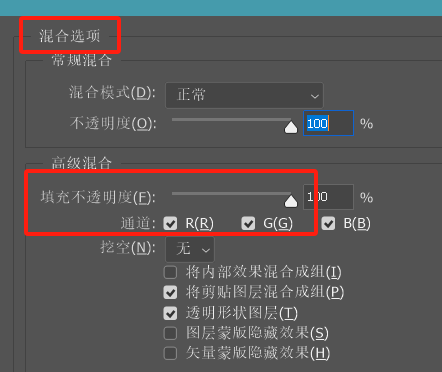 混合选项
常规混合
混合模式(D): 正常
不透明度(O): 100 %
高级混合
填充不透明度(F): 100 %
通道: R(R) G(G) B(B)
挖空(N): 无
将内部效果混合成组(I)
将剪贴图层混合成组(P)
透明形状图层(T)
图层蒙版隐藏效果(S)
矢量蒙版隐藏效果(H)